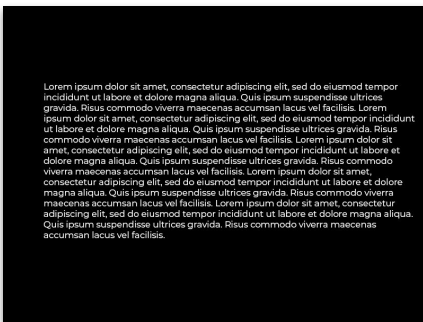 Lorem ipsum dolor sit amet, consectetur adipiscing elit, sed do eiusmod tempor
incididunt ut labore et dolore magna aliqua. Quis ipsum suspendisse ultrices
gravida. Risus commodo viverra maecenas accumsan lacus vel facilisis. Lorem
ipsum dolor sit amet, consectetur adipiscing elit, sed do eiusmod tempor incididunt
ut labore et dolore magna aliqua. Quis ipsum suspendisse ultrices gravida. Risus
commodo viverra maecenas accumsan lacus vel facilisis. Lorem ipsum dolor sit
amet, consectetur adipiscing elit, sed do eiusmod tempor incididunt ut labore et
dolore magna aliqua. Quis ipsum suspendisse ultrices gravida. Risus commodo
viverra maecenas accumsan lacus vel facilisis. Lorem ipsum dolor sit amet,
consectetur adipiscing elit, sed do eiusmod tempor incididunt ut labore et dolore
magna aliqua. Quis ipsum suspendisse ultrices gravida. Risus commodo viverra
maecenas accumsan lacus vel facilisis. Lorem ipsum dolor sit amet, consectetur
adipiscing elit, sed do eiusmod tempor incididunt ut labore et dolore magna aliqua.
Quis ipsum suspendisse ultrices gravida. Risus commodo viverra maecenas
accumsan lacus vel facilisis.